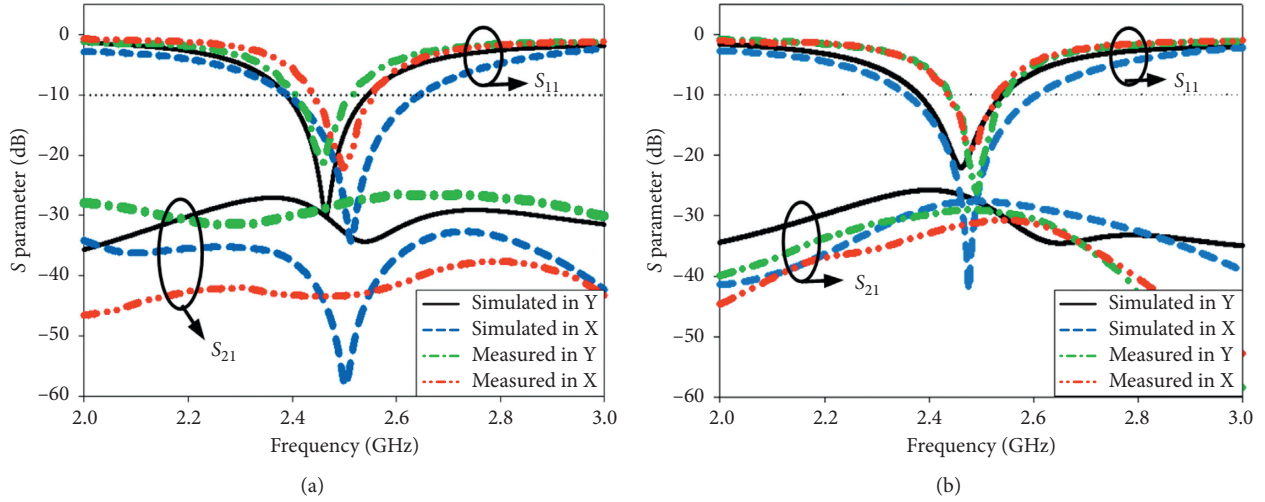 0
−10
−20
−30
−40
−50
−60
S parameter (dB)
S11
S21
Simulated in Y
Simulated in X
Measured in Y
Measured in X
2.0
2.2
2.4
2.6
2.8
3.0
Frequency (GHz)
(a)
0
−10
−20
−30
−40
−50
−60
S parameter (dB)
S11
S21
Simulated in Y
Simulated in X
Measured in Y
Measured in X
2.0
2.2
2.4
2.6
2.8
3.0
Frequency (GHz)
(b)